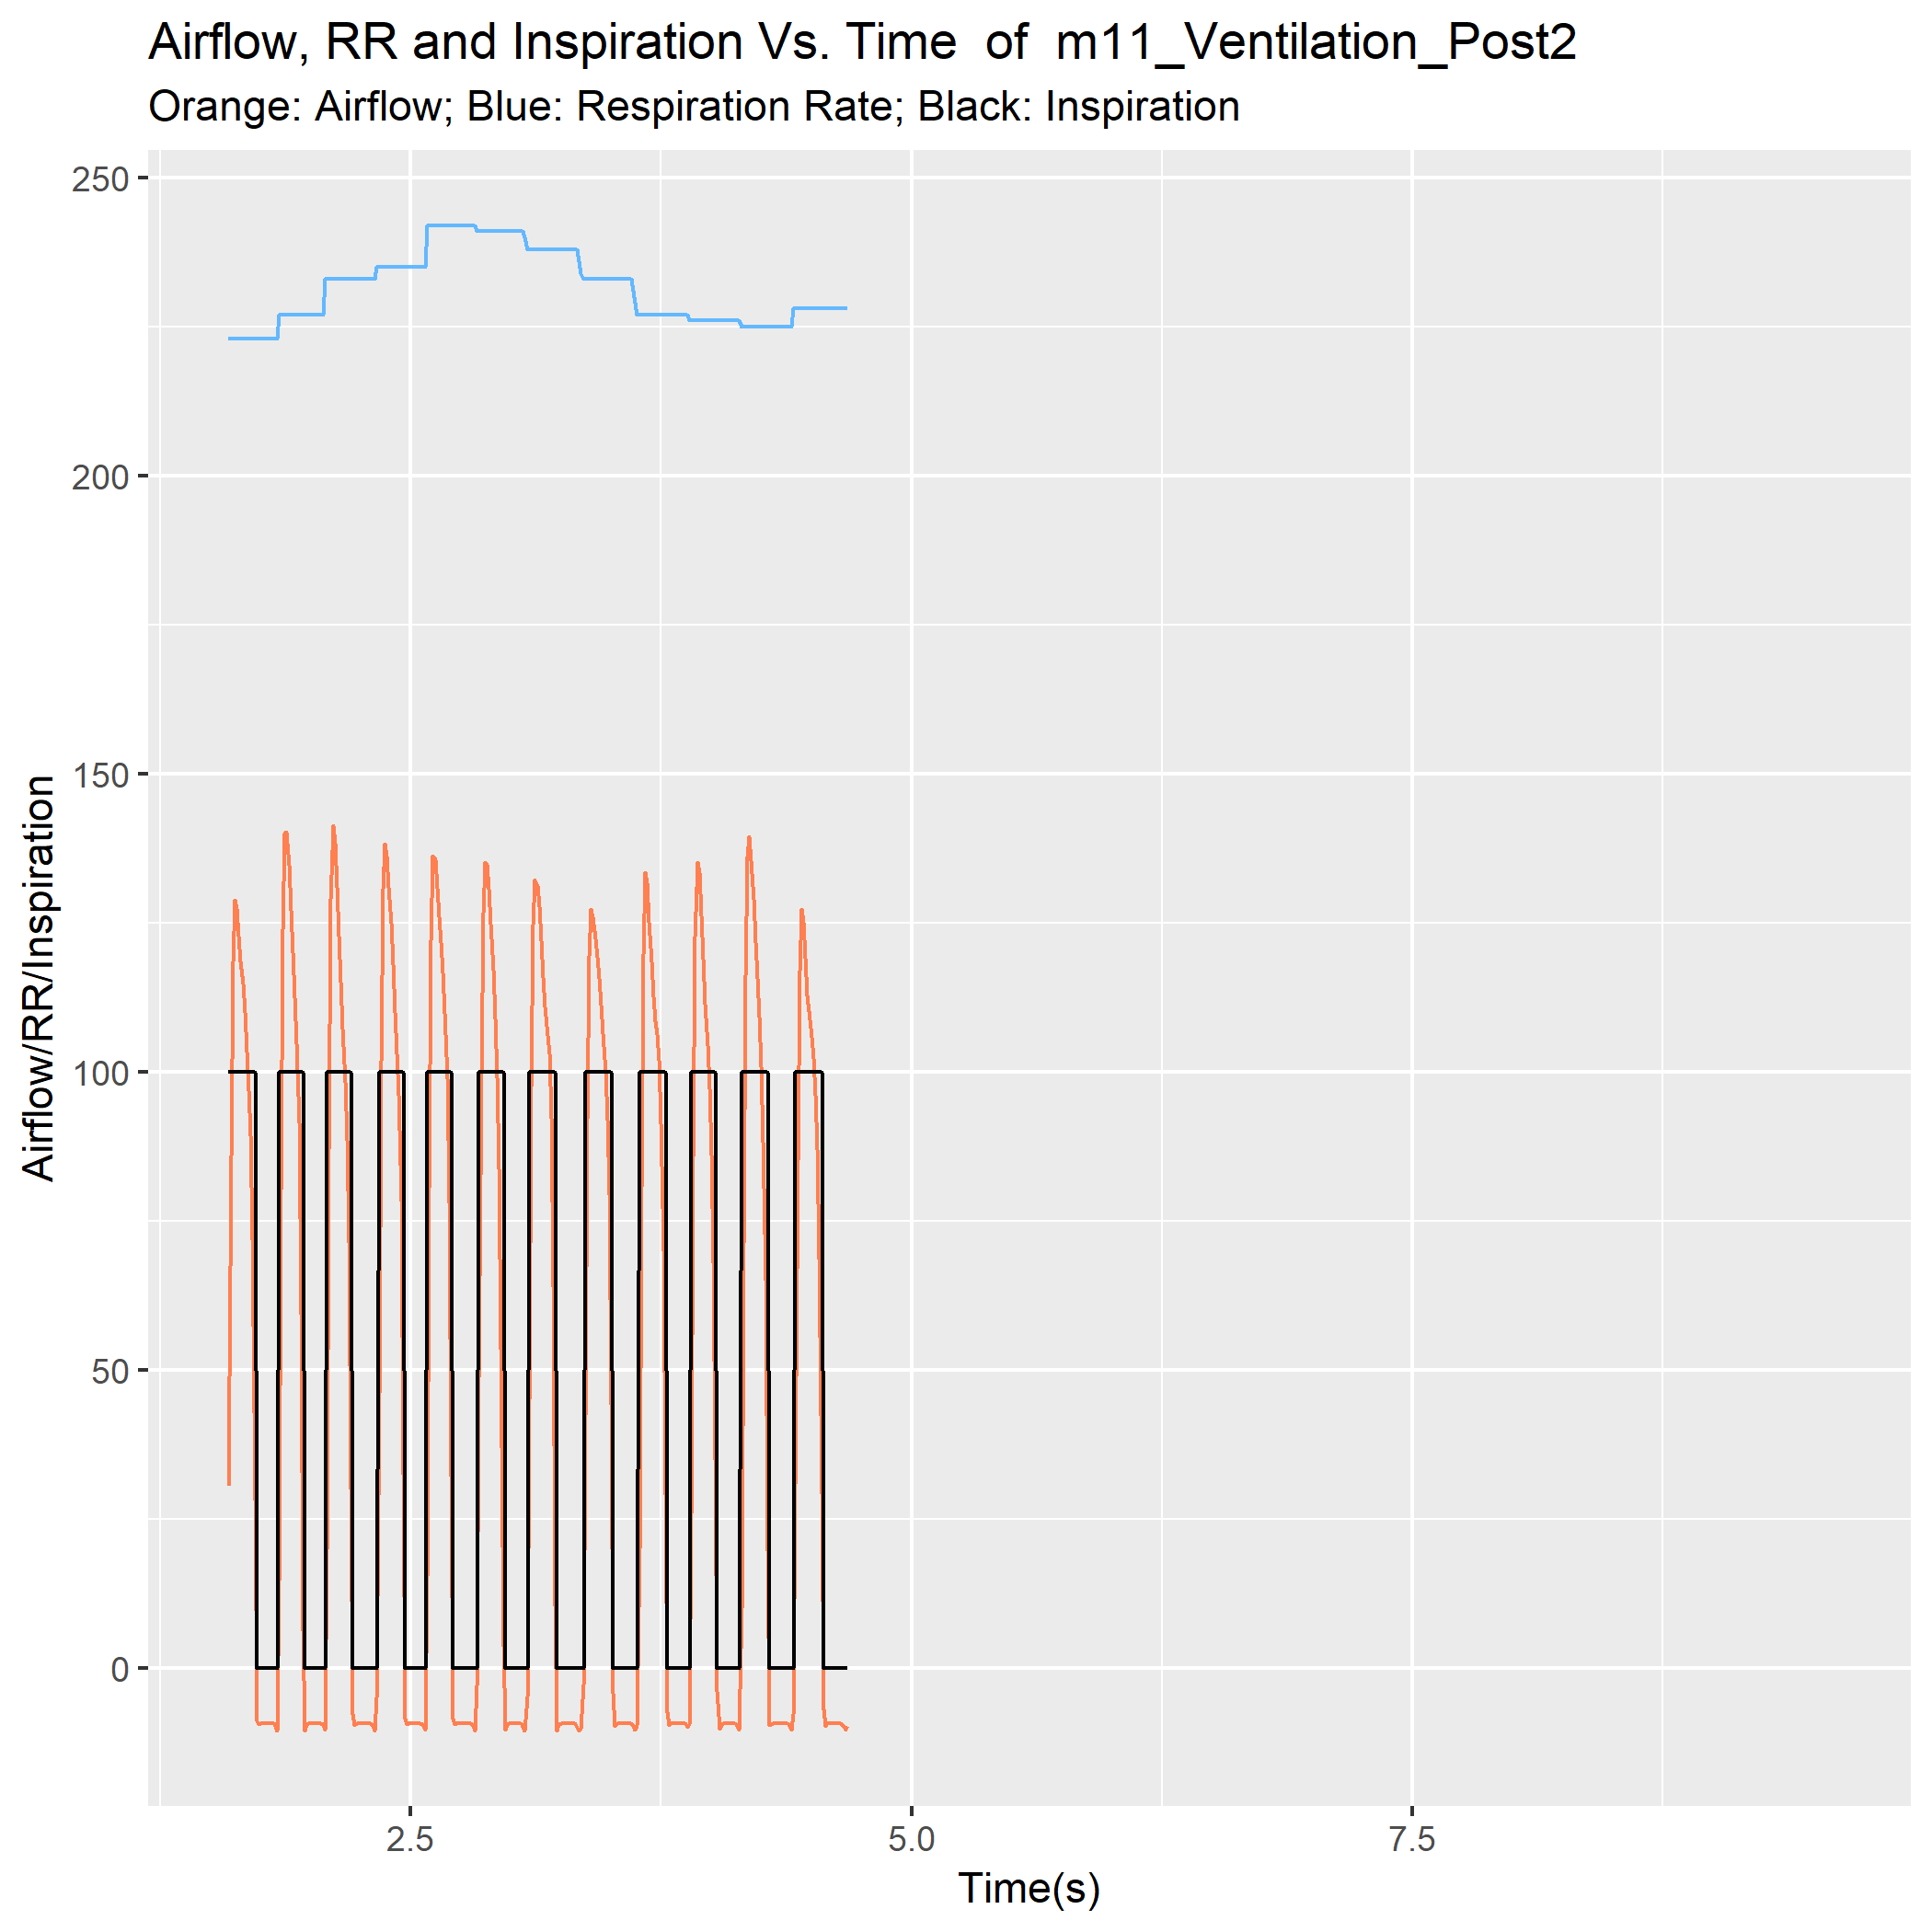 Airflow, RR and Inspiration Vs. Time  of  m11_Ventilation_Post2
Orange: Airflow; Blue: Respiration Rate; Black: Inspiration
250
200
150
100
50
0
Airflow/RR/Inspiration
2.5
5.0
7.5
Time(s)